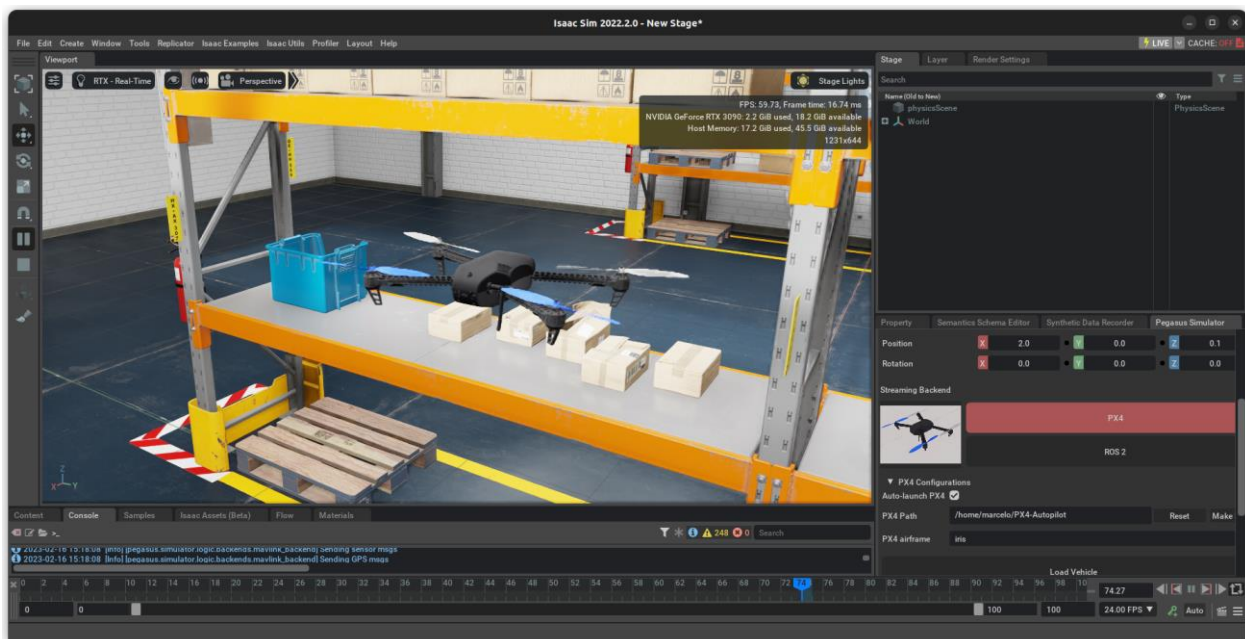 Isaac Sim 2022.2.0 - New Stage*
File Edit Create Window Tools Replicator Isaac Examples Isaac Utils Profiler Layout Help
LIVE CACHE: OFF
Viewport
RTX - Real-Time Perspective Stage Lights
FPS: 59.73, Frame time: 16.74 ms
NVIDIA GeForce RTX 3090: 2.2 GiB used, 18.2 GiB available
Host Memory: 17.2 GiB used, 45.5 GiB available
1231x644
Z
X Y
Stage Layer Render Settings
Search
Name (Old to New) Type
physicsScene PhysicsScene
World
Property Semantics Schema Editor Synthetic Data Recorder Pegasus Simulator
Position X 2.0 Y 0.0 Z 0.1
Rotation X 0.0 Y 0.0 Z 0.0
Streaming Backend
PX4
ROS 2
PX4 Configurations
Auto-launch PX4
PX4 Path /home/marcelo/PX4-Autopilot Reset Make
PX4 airframe iris
Load Vehicle
Content Console Samples Isaac Assets (Beta) Flow Materials
248 0 Search
2023-02-16 15:18:08 [Info] [pegasus.simulator.logic.backends.mavlink_backend] Sending sensor msgs
2023-02-16 15:18:08 [Info] [pegasus.simulator.logic.backends.mavlink_backend] Sending GPS msgs
0 2 4 6 8 10 12 14 16 18 20 22 24 26 28 30 32 34 36 38 40 42 44 46 48 50 52 54 56 58 60 62 64 66 68 70 72 74 76 78 80 82 84 86 88 90 92 94 96 98 10 74.27
0 0 100 100 24.00 FPS Auto